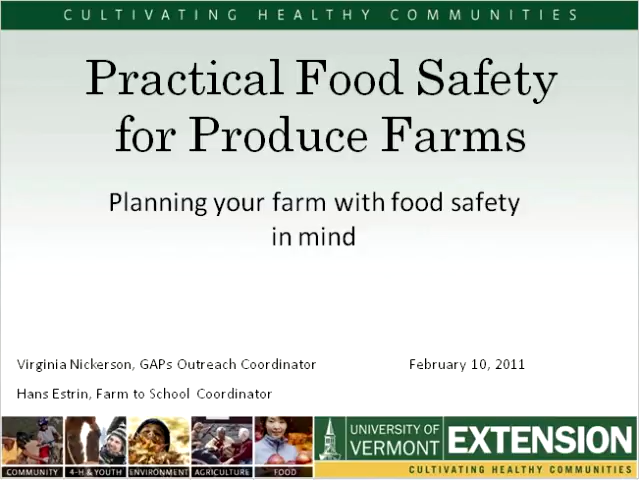 CULTIVATING HEALTHY COMMUNITIES
Practical Food Safety
for Produce Farms
Planning your farm with food safety
in mind
Virginia Nickerson, GAPs Outreach Coordinator
February 10, 2011
Hans Estrin, Farm to School Coordinator
COMMUNITY
4-H & YOUTH
ENVIRONMENT
AGRICULTURE
FOOD
UNIVERSITY OF
VERMONT
EXTENSION
CULTIVATING HEALTHY COMMUNITIES